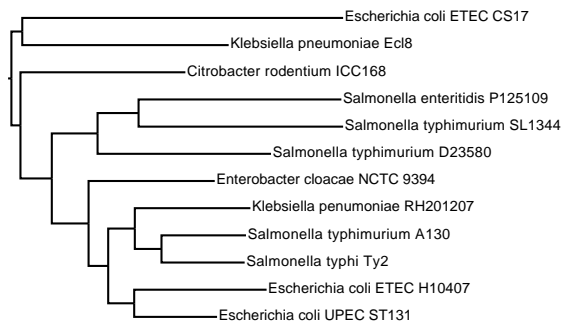 Escherichia coli ETEC CS17
Klebsiella pneumoniae Ecl8
Citrobacter rodentium ICC168
Salmonella enteritidis P125109
Salmonella typhimurium SL1344
Salmonella typhimurium D23580
Enterobacter cloacae NCTC 9394
Klebsiella penumoniae RH201207
Salmonella typhimurium A130
Salmonella typhi Ty2
Escherichia coli ETEC H10407
Escherichia coli UPEC ST131